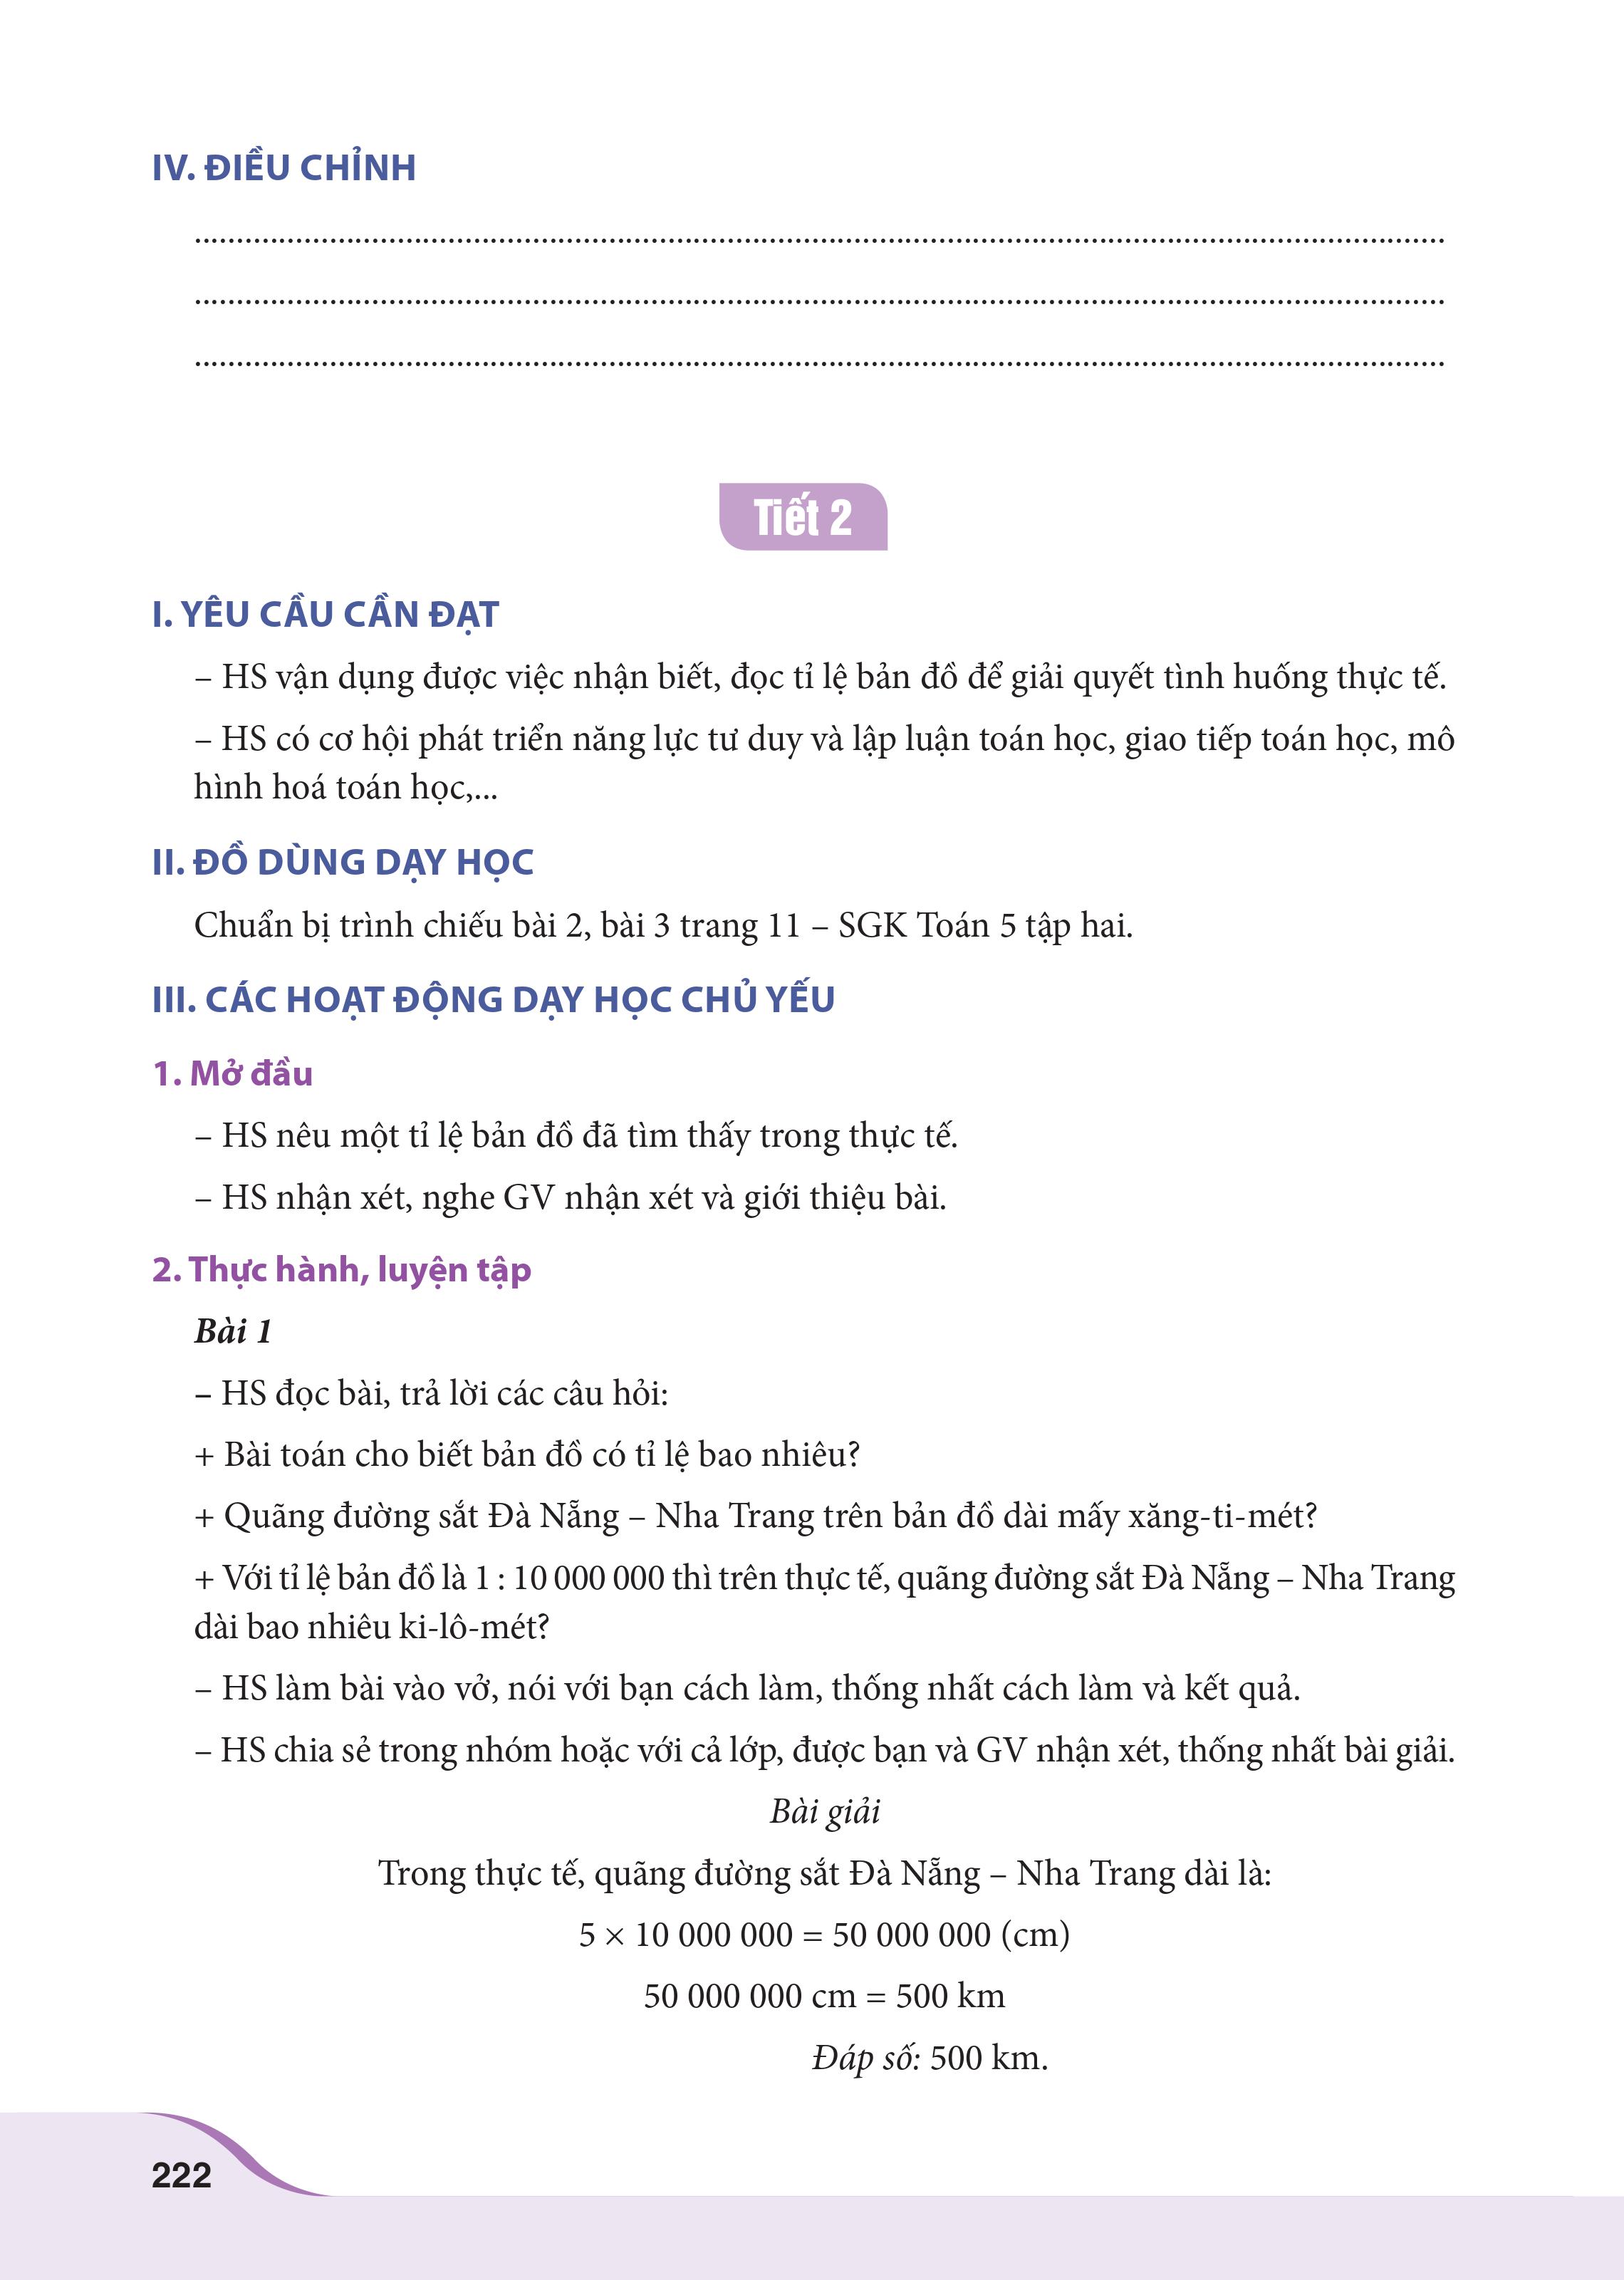 IV. ĐIỀU CHỈNH
................................................................................
................................................................................
................................................................................
Tiết 2
I. YÊU CẦU CẦN ĐẠT
– HS vận dụng được việc nhận biết, đọc tỉ lệ bản đồ để giải quyết tình huống thực tế.
– HS có cơ hội phát triển năng lực tư duy và lập luận toán học, giao tiếp toán học, mô
hình hoá toán học,...
II. ĐỒ DÙNG DẠY HỌC
Chuẩn bị trình chiếu bài 2, bài 3 trang 11 – SGK Toán 5 tập hai.
III. CÁC HOẠT ĐỘNG DẠY HỌC CHỦ YẾU
1. Mở đầu
– HS nêu một tỉ lệ bản đồ đã tìm thấy trong thực tế.
– HS nhận xét, nghe GV nhận xét và giới thiệu bài.
2. Thực hành, luyện tập
Bài 1
– HS đọc bài, trả lời các câu hỏi:
+ Bài toán cho biết bản đồ có tỉ lệ bao nhiêu?
+ Quãng đường sắt Đà Nẵng – Nha Trang trên bản đồ dài mấy xăng-ti-mét?
+ Với tỉ lệ bản đồ là 1 : 10 000 000 thì trên thực tế, quãng đường sắt Đà Nẵng – Nha Trang
dài bao nhiêu ki-lô-mét?
– HS làm bài vào vở, nói với bạn cách làm, thống nhất cách làm và kết quả.
– HS chia sẻ trong nhóm hoặc với cả lớp, được bạn và GV nhận xét, thống nhất bài giải.
Bài giải
Trong thực tế, quãng đường sắt Đà Nẵng – Nha Trang dài là:
5 × 10 000 000 = 50 000 000 (cm)
50 000 000 cm = 500 km
Đáp số: 500 km.
222